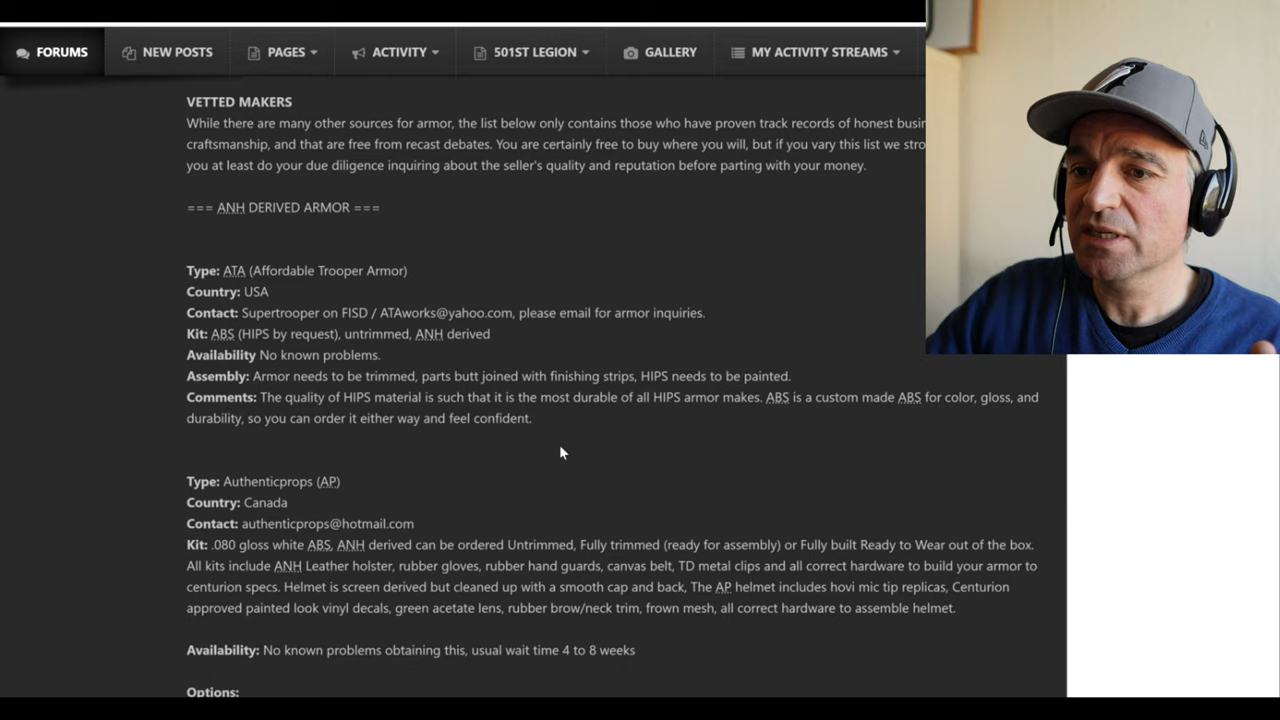 FORUMS NEW POSTS PAGES ACTIVITY 501ST LEGION GALLERY MY ACTIVITY STREAMS
VETTED MAKERS
While there are many other sources for armor, the list below only contains those who have proven track records of honest
craftsmanship, and that are free from recast debates. You are certainly free to buy where you will, but if you vary this list we
you at least do your due diligence inquiring about the seller's quality and reputation before parting with your money.
=== ANH DERIVED ARMOR ===
Type: ATA (Affordable Trooper Armor)
Country: USA
Contact: Supertrooper on FISD / ATAworks@yahoo.com, please email for armor inquiries.
Kit: ABS (HIPS by request), untrimmed, ANH derived
Availability No known problems.
Assembly: Armor needs to be trimmed, parts butt joined with finishing strips, HIPS needs to be painted.
Comments: The quality of HIPS material is such that it is the most durable of all HIPS armor makes. ABS is a custom made ABS for color, gloss, and
durability, so you can order it either way and feel confident.
Type: Authenticprops (AP)
Country: Canada
Contact: authenticprops@hotmail.com
Kit: .080 gloss white ABS, ANH derived can be ordered Untrimmed, Fully trimmed (ready for assembly) or Fully built Ready to Wear out of the box.
All kits include ANH Leather holster, rubber gloves, rubber hand guards, canvas belt, TD metal clips and all correct hardware to build your armor to
centurion specs. Helmet is screen derived but cleaned up with a smooth cap and back, The AP helmet includes hovi mic tip replicas, Centurion
approved painted look vinyl decals, green acetate lens, rubber brow/neck trim, frown mesh, all correct hardware to assemble helmet.
Availability: No known problems obtaining this, usual wait time 4 to 8 weeks
Options: